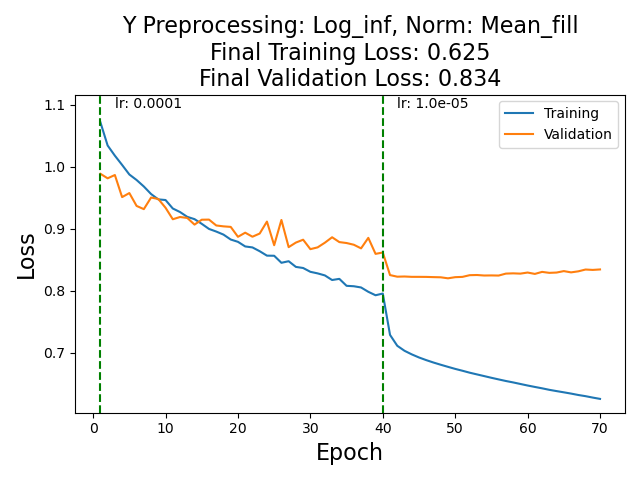 Y Preprocessing: Log_inf, Norm: Mean_fill
Final Training Loss: 0.625
Final Validation Loss: 0.834
lr: 0.0001
lr: 1.0e-05
Training
Validation
Loss
1.1
1.0
0.9
0.8
0.7
0 10 20 30 40 50 60 70
Epoch